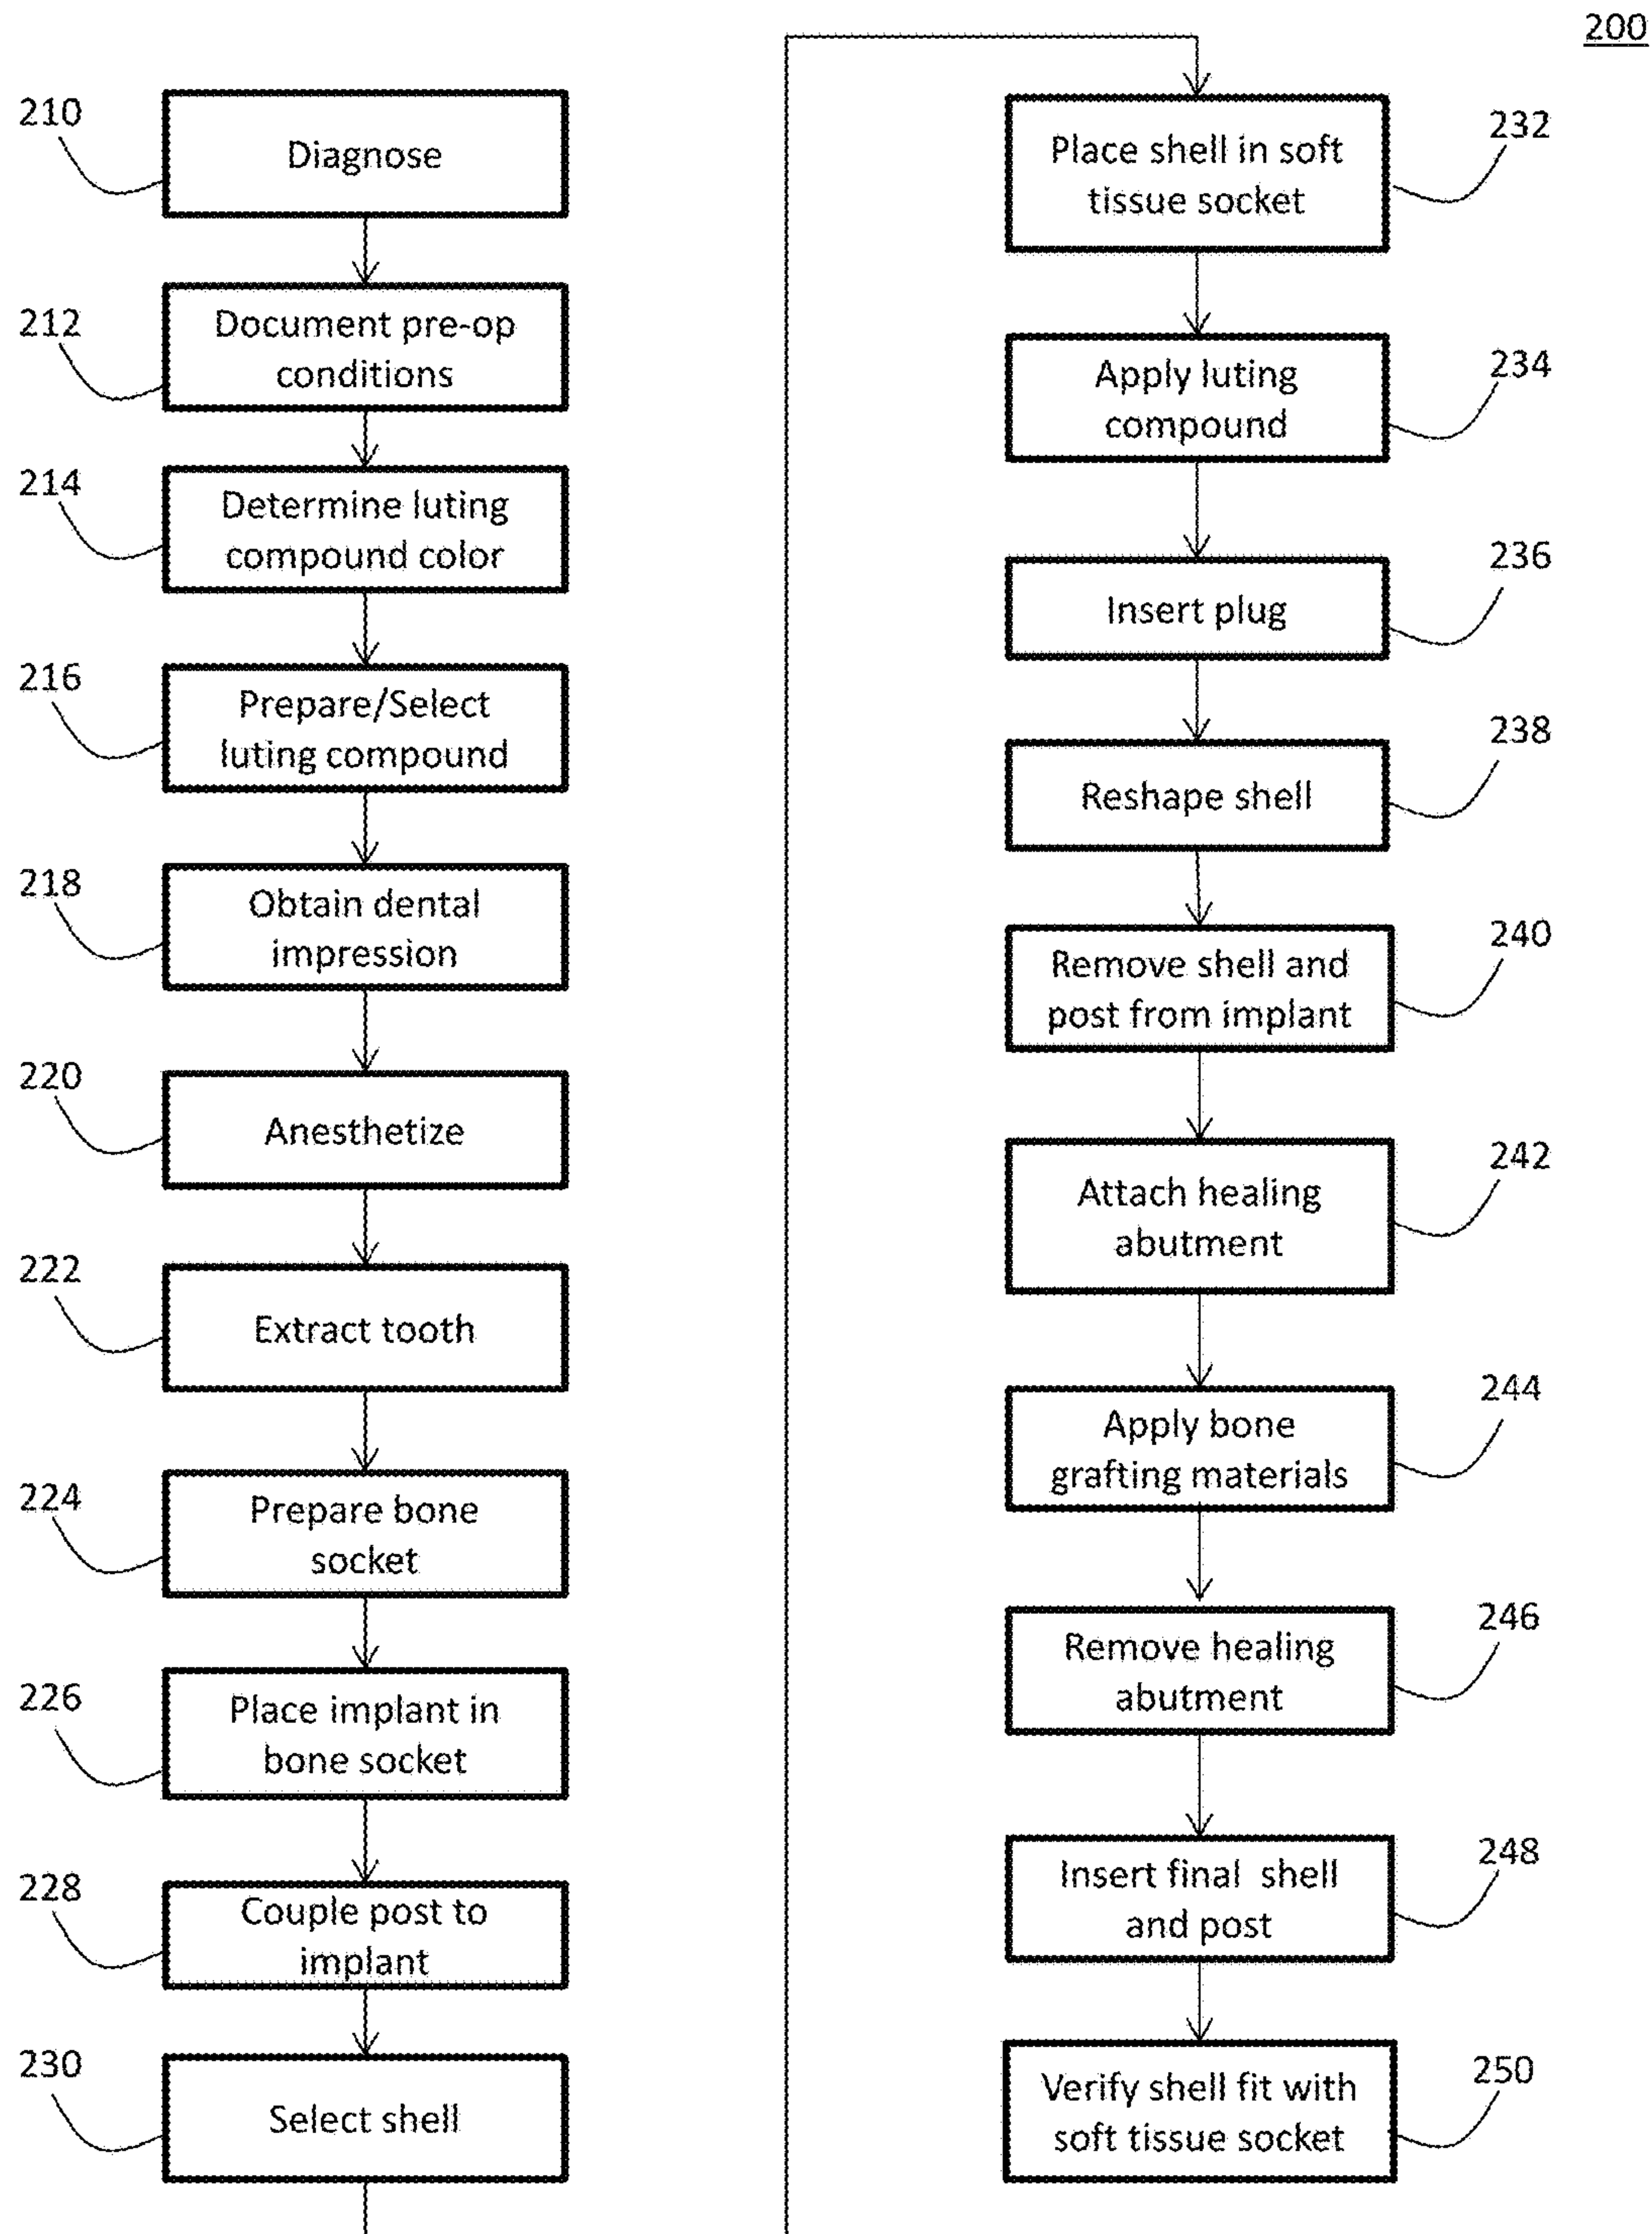 200
210
Diagnose
212
Document pre-op
conditions
214
Determine luting
compound color
216
Prepare/Select
luting compound
218
Obtain dental
impression
220
Anesthetize
222
Extract tooth
224
Prepare bone
socket
226
Place implant in
bone socket
228
Couple post to
implant
230
Select shell
232
Place shell in soft
tissue socket
234
Apply luting
compound
236
Insert plug
238
Reshape shell
240
Remove shell and
post from implant
242
Attach healing
abutment
244
Apply bone
grafting materials
246
Remove healing
abutment
248
Insert final shell
and post
250
Verify shell fit with
soft tissue socket